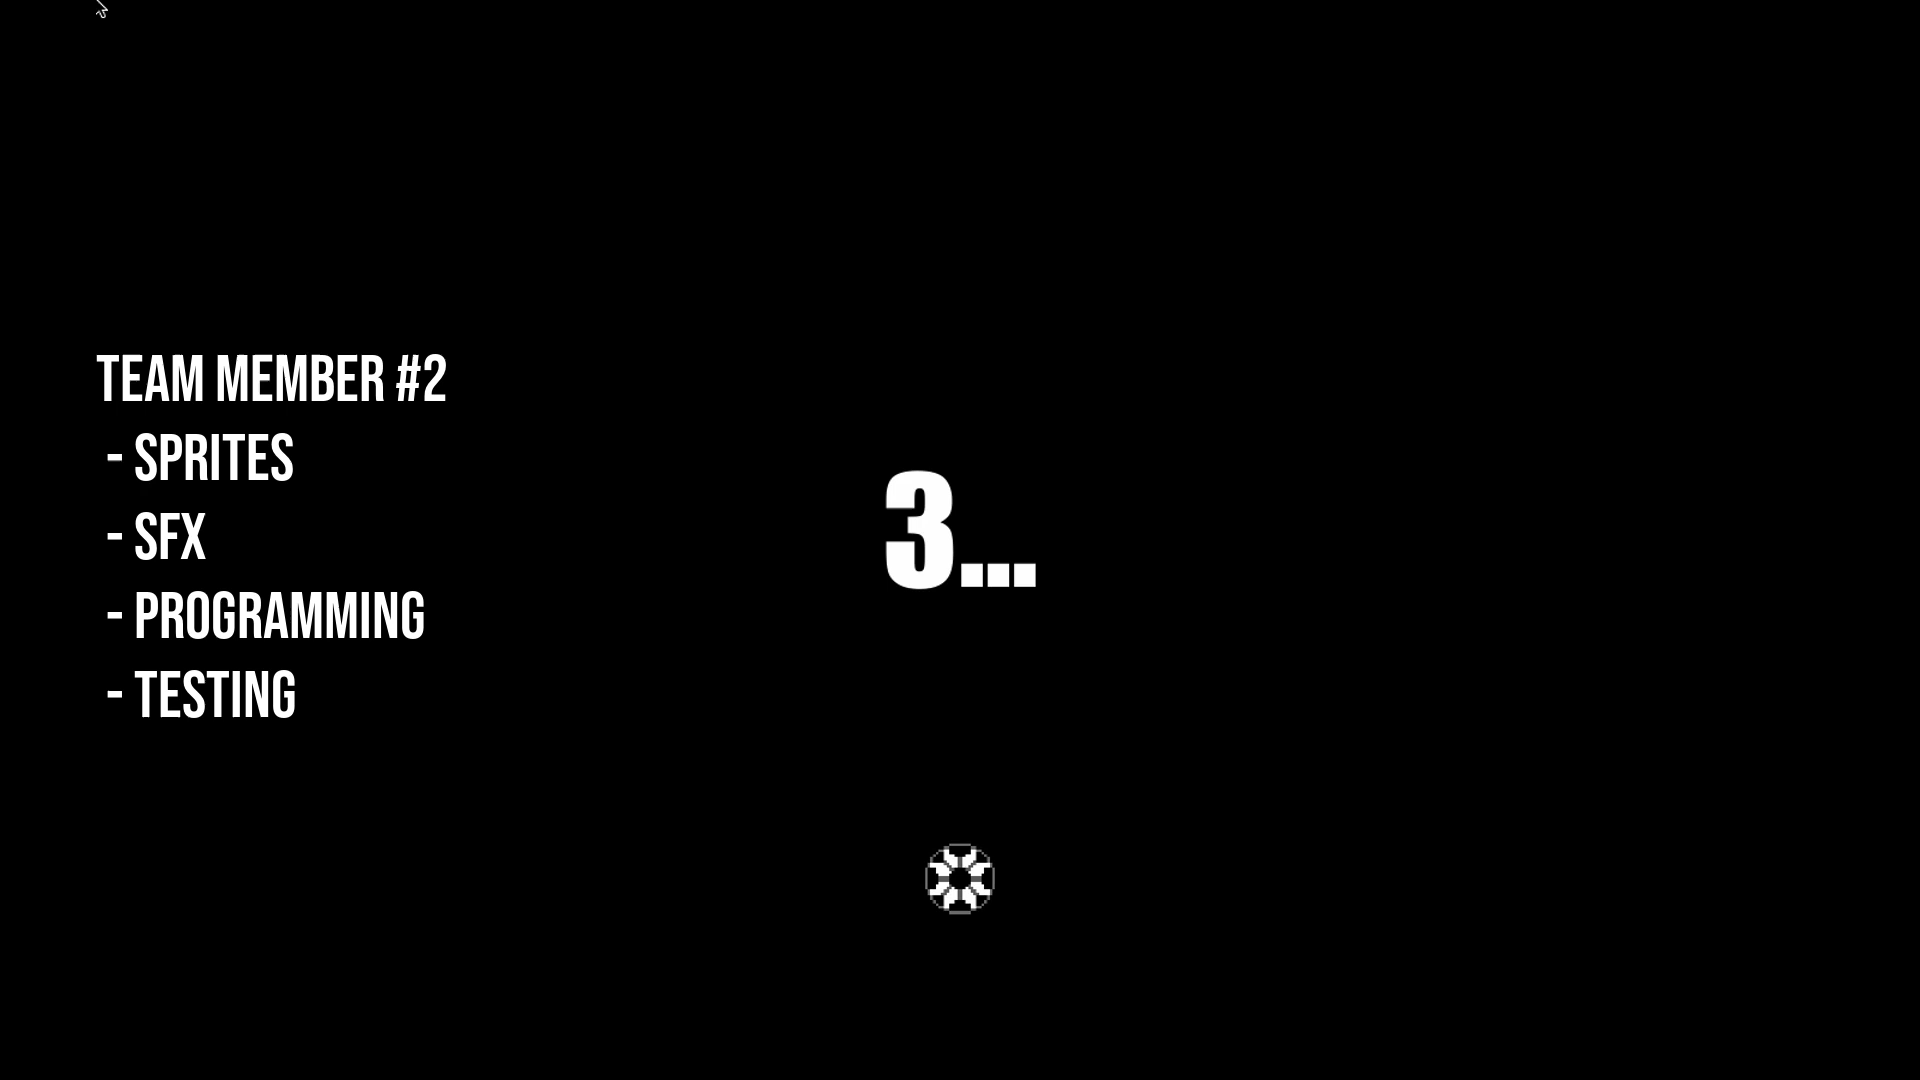 TEAM MEMBER #2
- SPRITES
- SFX
- PROGRAMMING
- TESTING
3...